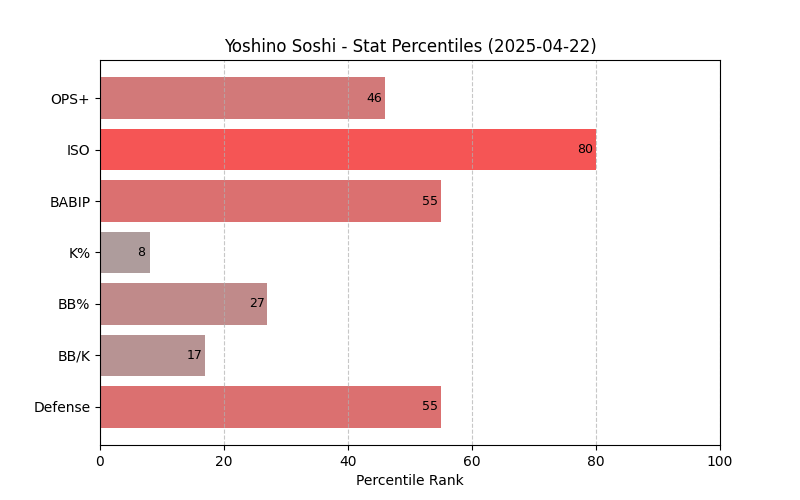 Yoshino Soshi - Stat Percentiles (2025-04-22)
OPS+ 46
ISO 80
BABIP 55
K% 8
BB% 27
BB/K 17
Defense 55
0 20 40 60 80 100
Percentile Rank